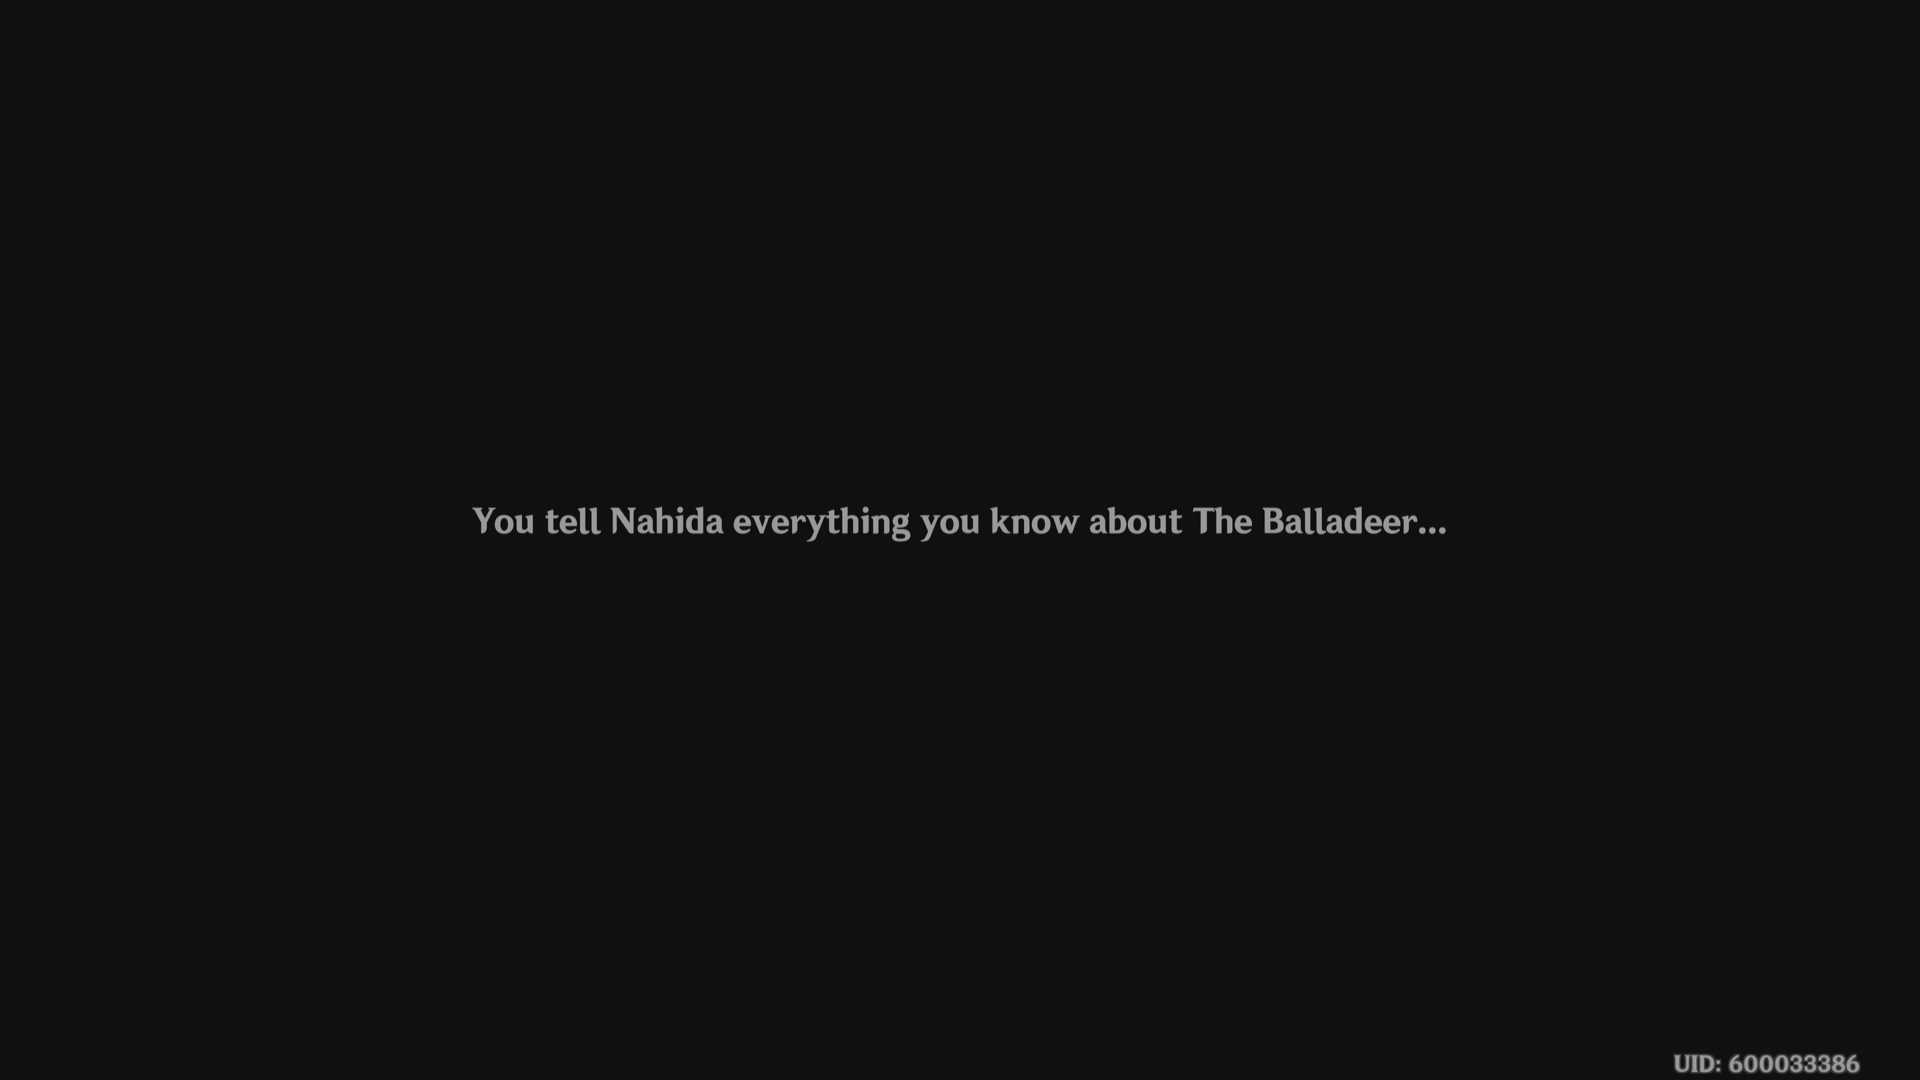 You tell Nahida everything you know about The Balladeer...
UID: 600033386